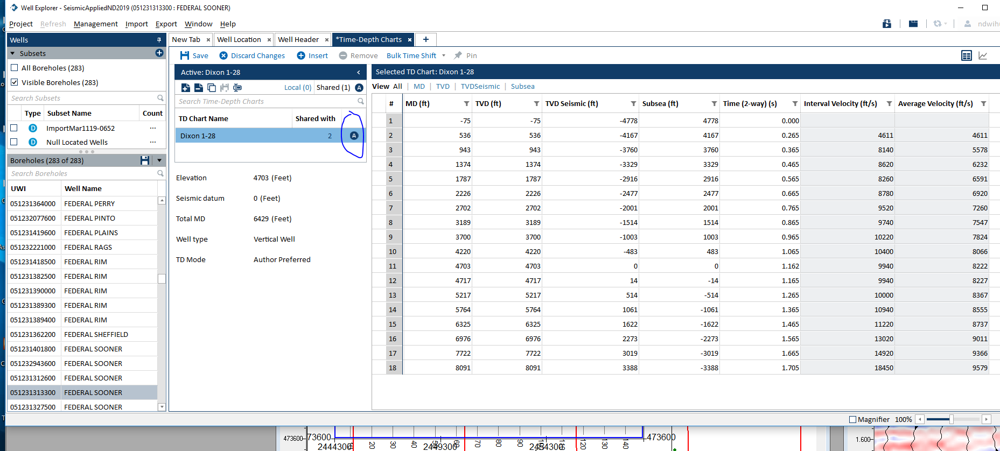 Well Explorer - SeismicAppliedND2019 (051231313300 : FEDERAL SOONER)
Project Refresh Management Import Export Window Help
ndwih
Wells
New Tab × Well Location × Well Header × *Time-Depth Charts × +
Subsets
Save Discard Changes Insert Remove Bulk Time Shift Pin
All Boreholes (283)
Visible Boreholes (283)
Search Subsets
Type Subset Name Count
D ImportMar1119-0652 ...
D Null Located Wells ...
Boreholes (283 of 283)
Search Boreholes
UWI Well Name
051231364000 FEDERAL PERRY
051232077600 FEDERAL PINTO
051231419600 FEDERAL PLAINS
051232221000 FEDERAL RAGS
051231418500 FEDERAL RIM
051231382500 FEDERAL RIM
051231390000 FEDERAL RIM
051231389300 FEDERAL RIM
051231389400 FEDERAL RIM
051231362200 FEDERAL SHEFFIELD
051231401800 FEDERAL SOONER
051232943600 FEDERAL SOONER
051231312600 FEDERAL SOONER
051231313300 FEDERAL SOONER
051231327500 FEDERAL SOONER
Active: Dixon 1-28 <
Local (0) Shared (1) A
Search Time-Depth Charts
TD Chart Name Shared with
Dixon 1-28 2 A
Elevation 4703 (Feet)
Seismic datum 0 (Feet)
Total MD 6429 (Feet)
Well type Vertical Well
TD Mode Author Preferred
Selected TD Chart: Dixon 1-28
View All | MD | TVD | TVDSeismic | Subsea
# MD (ft) TVD (ft) TVD Seismic (ft) Subsea (ft) Time (2-way) (s) Interval Velocity (ft/s) Average Velocity (ft/s)
1 -75 -75 -4778 4778 0.000
2 536 536 -4167 4167 0.265 4611 4611
3 943 943 -3760 3760 0.365 8140 5578
4 1374 1374 -3329 3329 0.465 8620 6232
5 1787 1787 -2916 2916 0.565 8260 6591
6 2226 2226 -2477 2477 0.665 8780 6920
7 2702 2702 -2001 2001 0.765 9520 7260
8 3189 3189 -1514 1514 0.865 9740 7547
9 3700 3700 -1003 1003 0.965 10220 7824
10 4220 4220 -483 483 1.065 10400 8066
11 4703 4703 0 0 1.162 9940 8222
12 4717 4717 14 -14 1.165 9940 8227
13 5217 5217 514 -514 1.265 10000 8367
14 5764 5764 1061 -1061 1.365 10940 8555
15 6325 6325 1622 -1622 1.465 11220 8737
16 6976 6976 2273 -2273 1.565 13020 9011
17 7722 7722 3019 -3019 1.665 14920 9366
18 8091 8091 3388 -3388 1.705 18450 9579
Magnifier 100%
473600 73600 473600 1.600
2444300 2449300 2454300
10 20 30 40 50 60 70 80 90 100 110 120 130 140